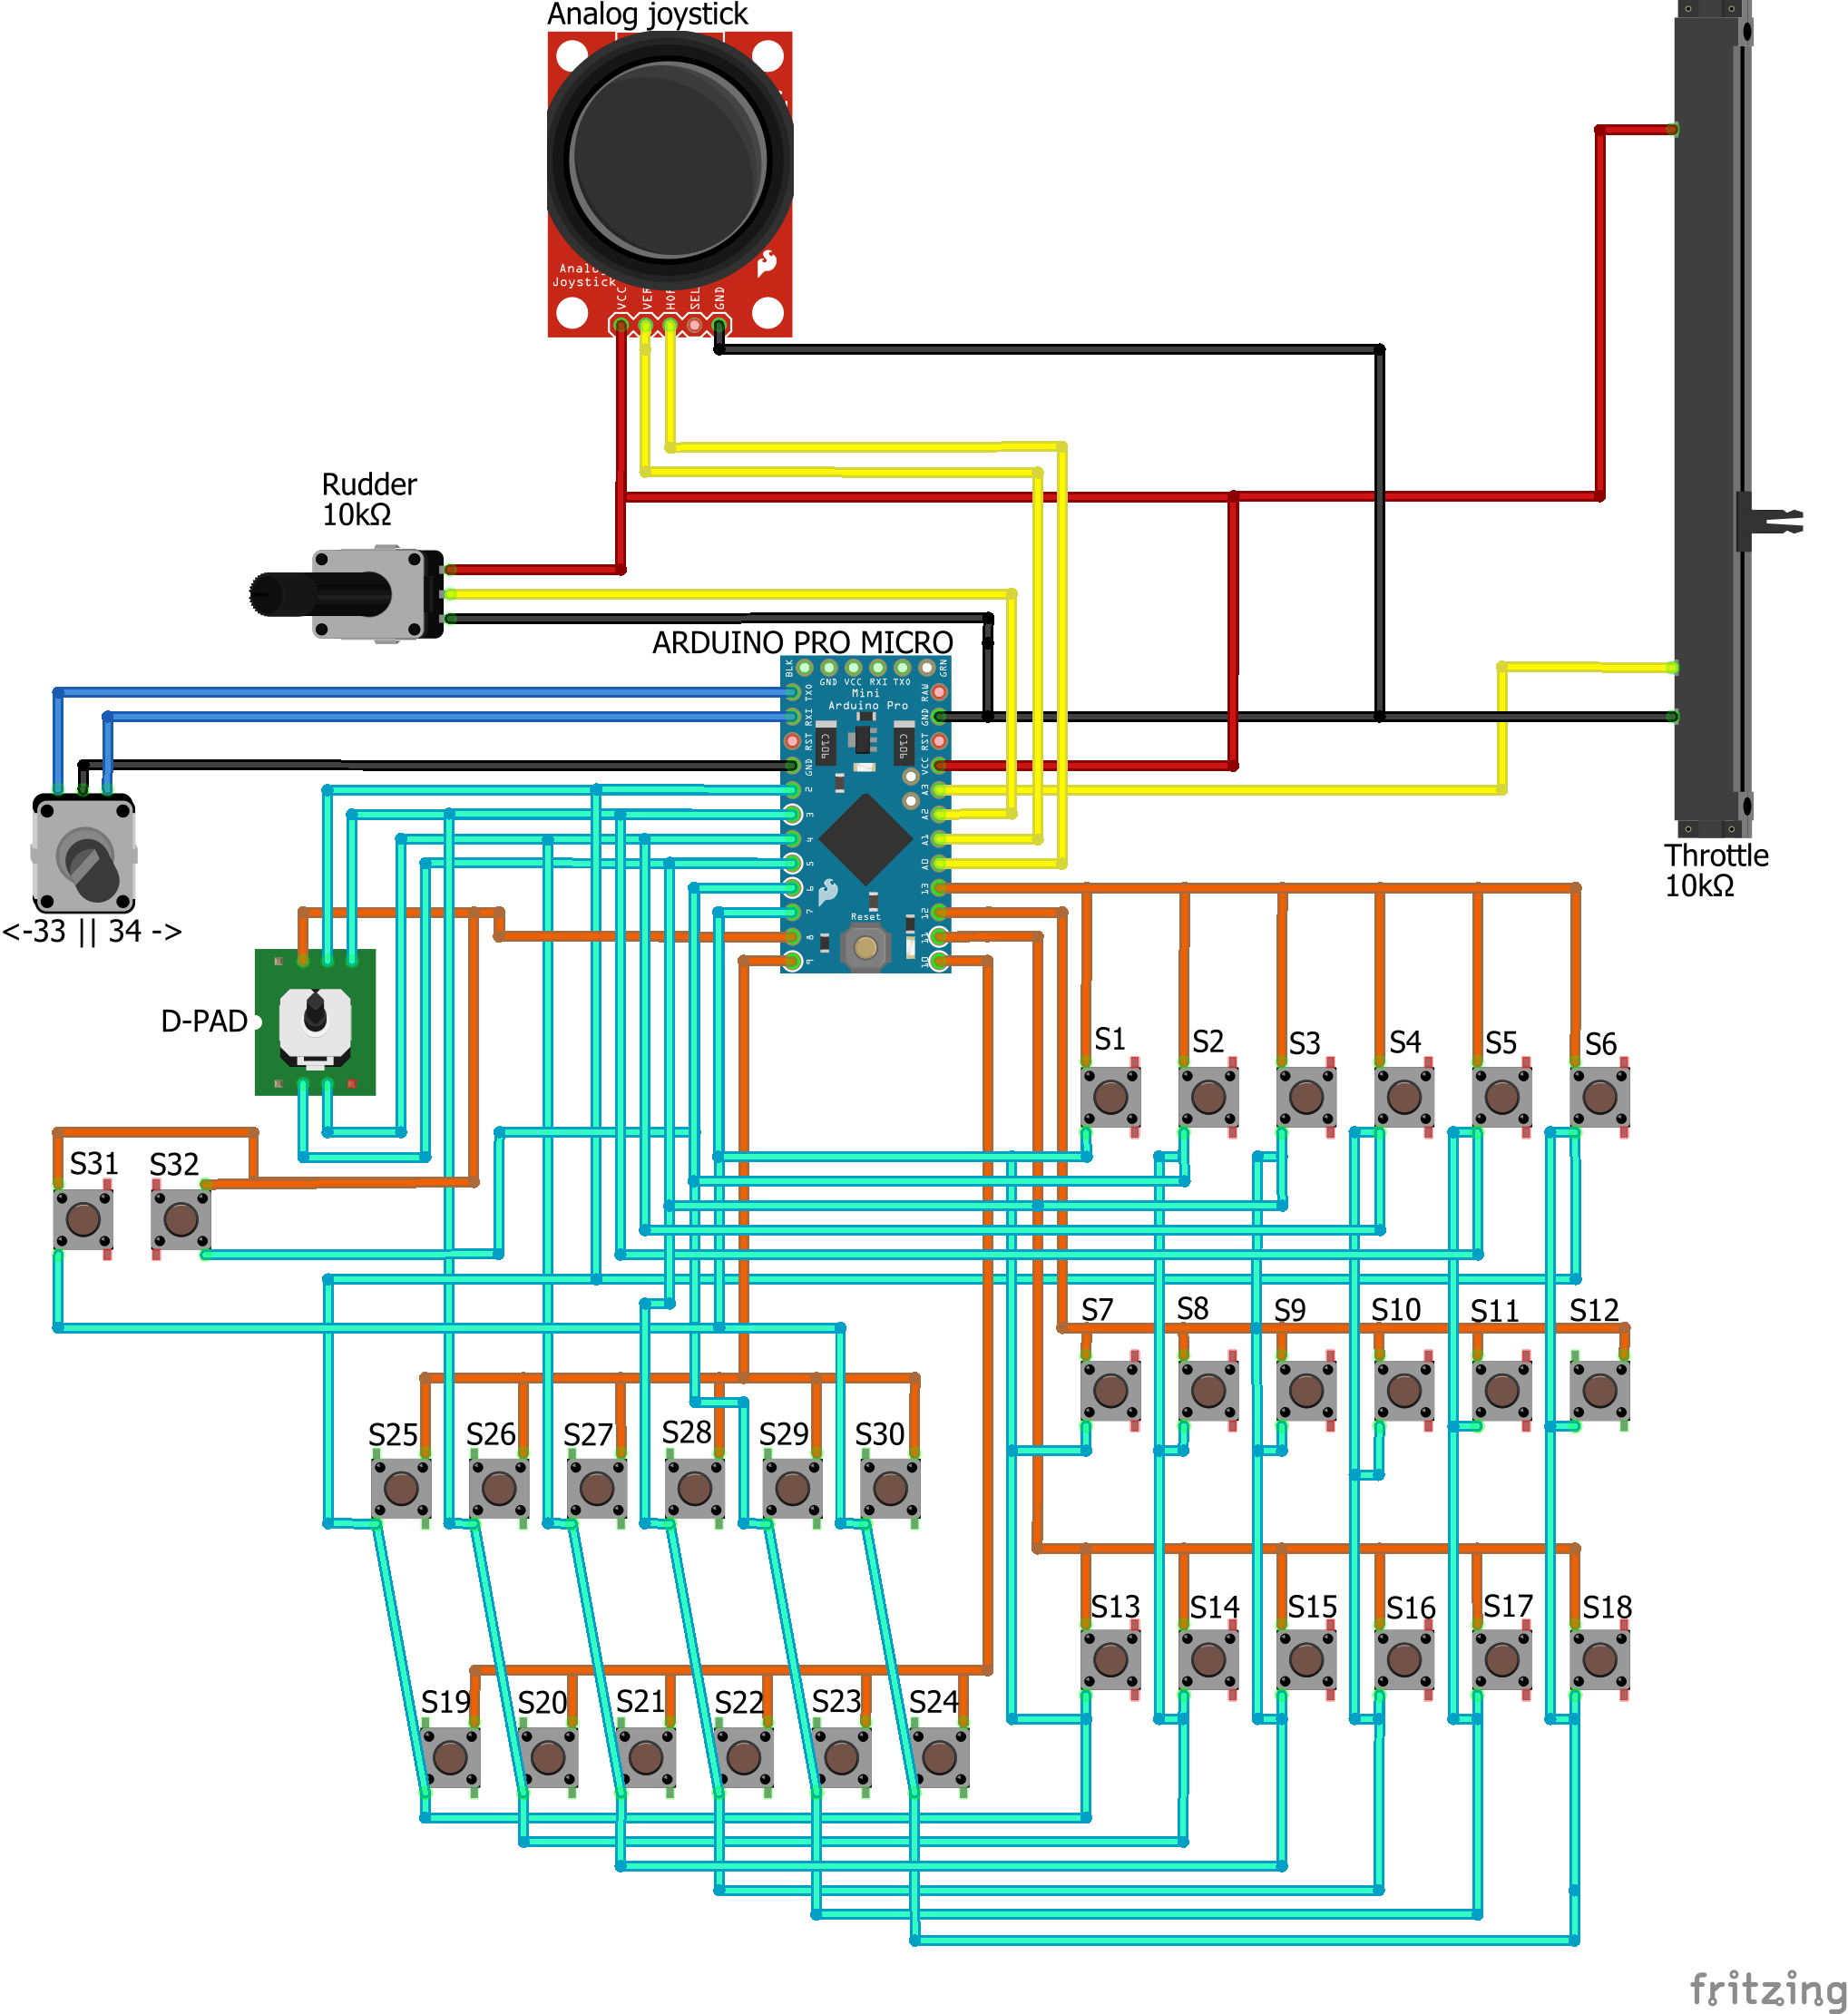 Analog joystick
Analog
Joystick
VCC
VER
HOR
SEL
GND
Rudder
10kΩ
ARDUINO PRO MICRO
BLK
GND VCC RXI TXO
GRN
Mini
Arduino Pro
TXO
RXI
RST
GND
2
3
4
5
6
7
8
9
RAW
GND
RST
VCC
A3
A2
A1
A0
13
12
11
10
Reset
Throttle
10kΩ
<-33 || 34 ->
D-PAD
S1 S2 S3 S4 S5 S6
S31 S32
S7 S8 S9 S10 S11 S12
S25 S26 S27 S28 S29 S30
S13 S14 S15 S16 S17 S18
S19 S20 S21 S22 S23 S24
fritzing